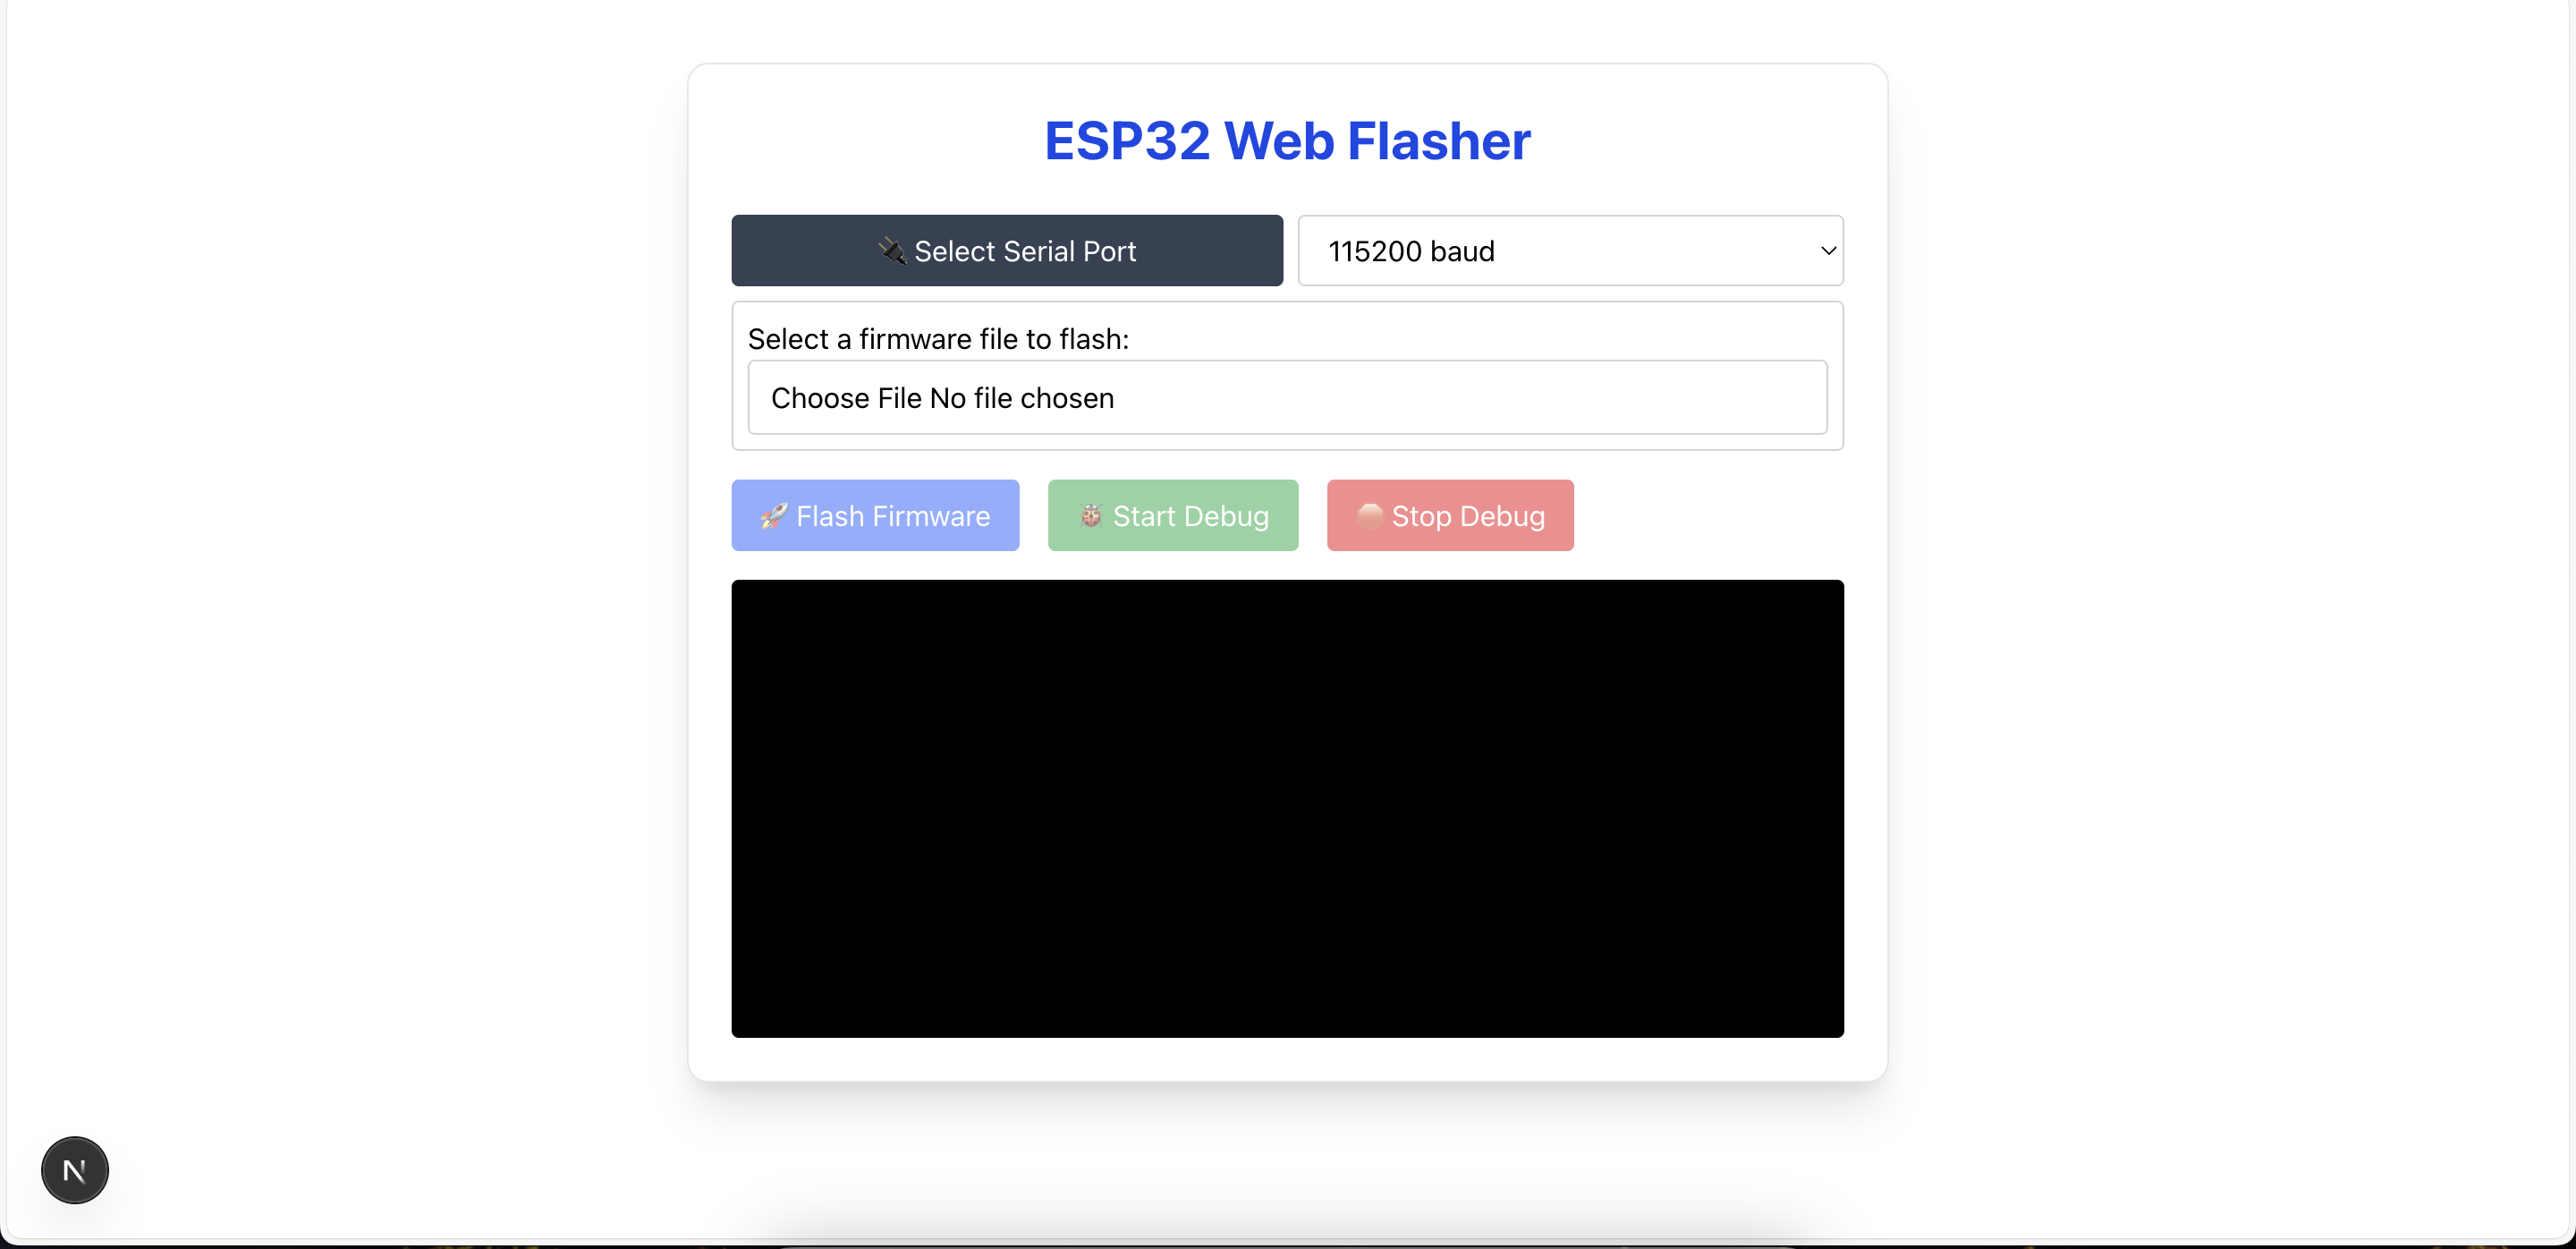 ESP32 Web Flasher
🔌 Select Serial Port
115200 baud
Select a firmware file to flash:
Choose File No file chosen
🚀 Flash Firmware
🐞 Start Debug
🛑 Stop Debug
N